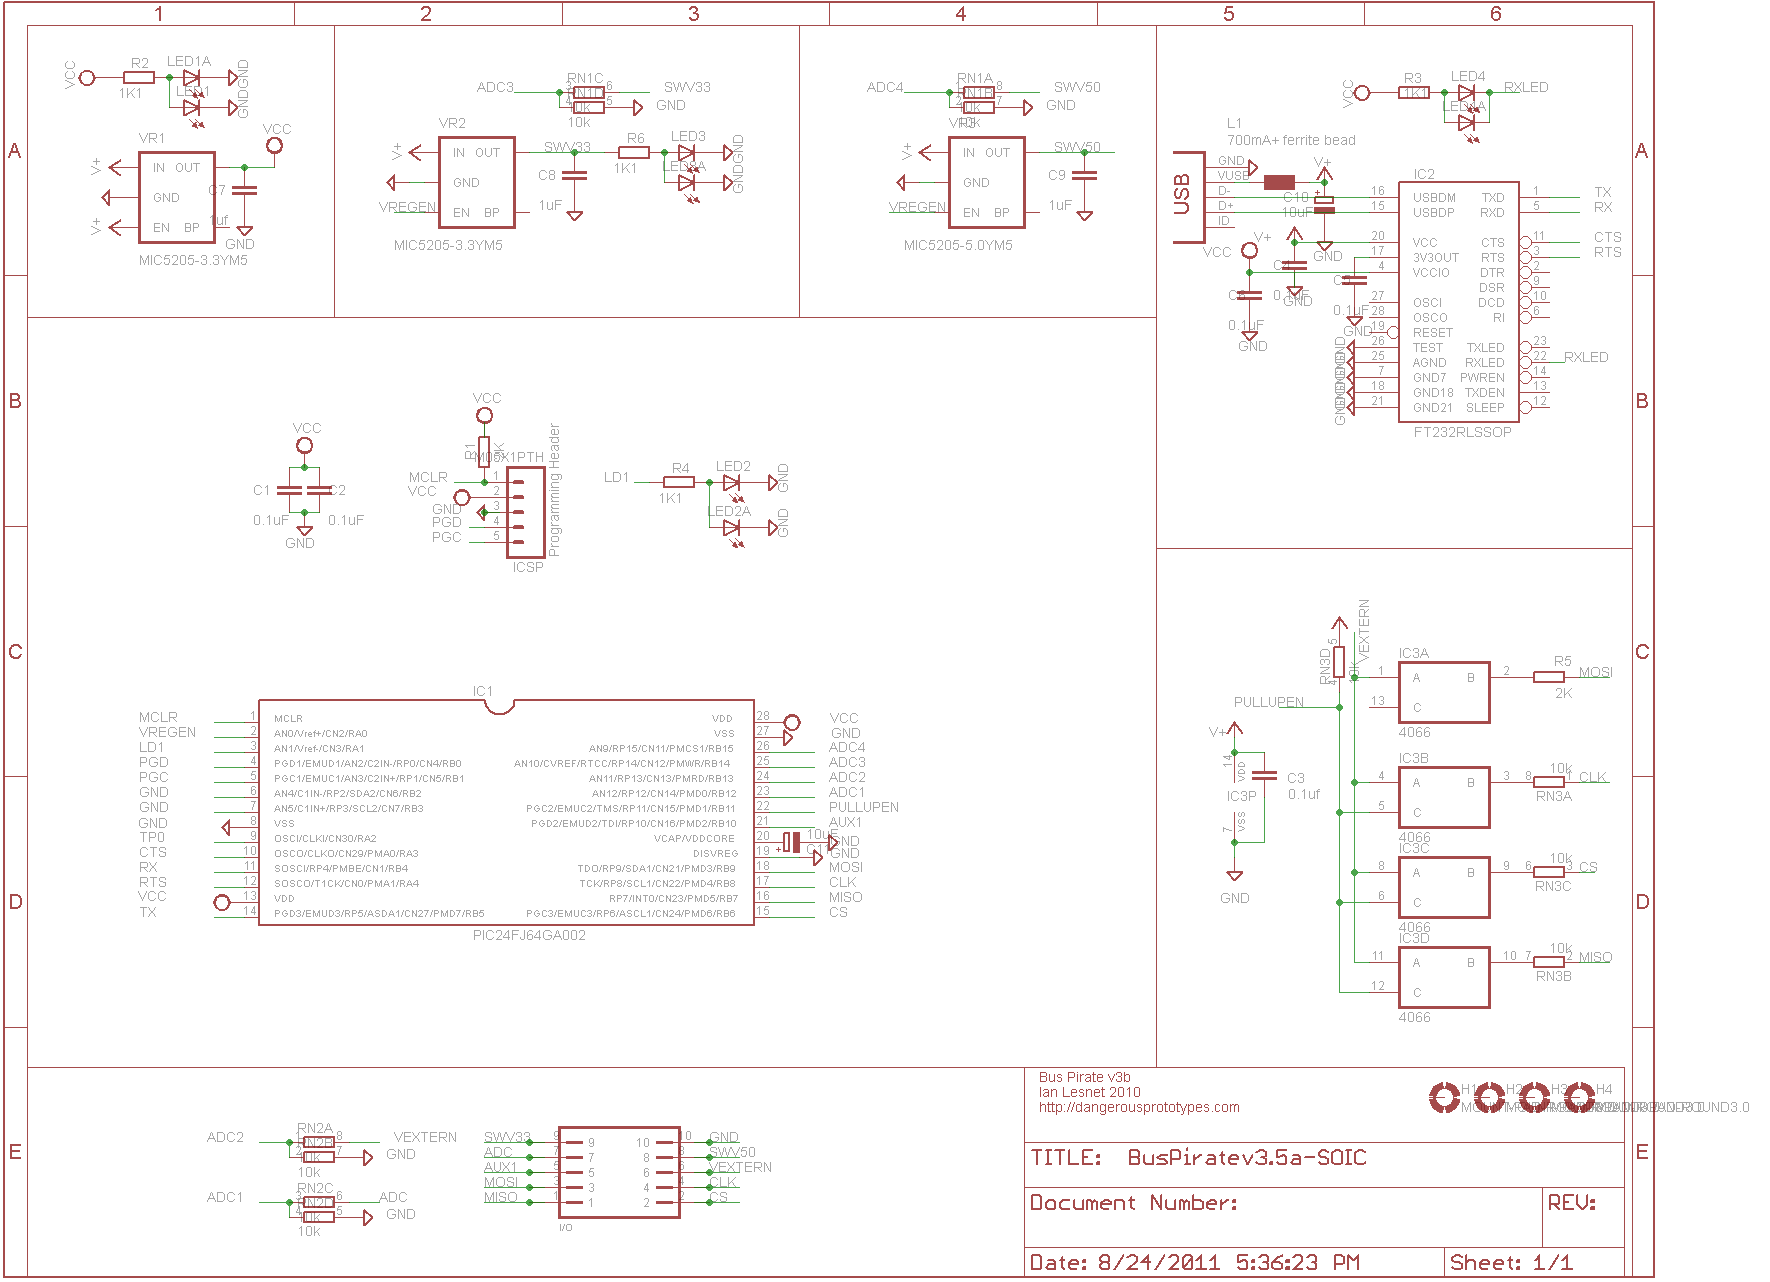 1 2 3 4 5 6
A
B
C
D
E
A
B
C
D
E
VCC
R2
1K1
LED1A
LED1
GND
GND
VR1
VCC
V+
IN OUT
GND
V+
EN BP
C7
1uf
GND
MIC5205-3.3YM5
ADC3
RN1C
3 6
RN1D
4 5
10k
SWV33
GND
VR2
V+
IN OUT
GND
VREGEN
EN BP
MIC5205-3.3YM5
SWV33
C8
1uF
R6
1K1
LED3
GND
GND
ADC4
RN1A
1 8
RN1B
2 7
10k
SWV50
GND
VR3
V+
IN OUT
GND
VREGEN
EN BP
MIC5205-5.0YM5
SWV50
C9
1uF
VCC
R3
1K1
LED4
RXLED
L1
700mA+ ferrite bead
USB
GND
VUSB
D-
D+
ID
V+
C10
10uF
GND
VCC
V+
0.1uF
GND
0.1uF
GND
0.1uF
GND
IC2
16 USBDM TXD 1 TX
15 USBDP RXD 5 RX
20 VCC CTS 11 CTS
17 3V3OUT RTS 3 RTS
4 VCCIO DTR 2
DSR 9
27 OSCI DCD 10
28 OSCO RI 6
19 RESET
26 TEST TXLED 23
25 AGND RXLED 22 RXLED
7 GND7 PWREN 14
18 GND18 TXDEN 13
21 GND21 SLEEP 12
GND
FT232RLSSOP
VCC
C1 C2
0.1uF 0.1uF
GND
VCC
R1
M05X1PTH
MCLR 1
VCC 2
GND 3
PGD 4
PGC 5
Programming Header
ICSP
LD1
R4
1K1
LED2
GND
LED2A
GND
IC1
MCLR 1 MCLR VDD 28 VCC
VREGEN 2 AN0/Vref+/CN2/RA0 VSS 27 GND
LD1 3 AN1/Vref-/CN3/RA1 AN9/RP15/CN11/PMCS1/RB15 26 ADC4
PGD 4 PGD1/EMUD1/AN2/C2IN-/RP0/CN4/RB0 AN10/CVREF/RTCC/RP14/CN12/PMWR/RB14 25 ADC3
PGC 5 PGC1/EMUC1/AN3/C2IN+/RP1/CN5/RB1 AN11/RP13/CN13/PMRD/RB13 24 ADC2
GND 6 AN4/C1IN-/RP2/SDA2/CN6/RB2 AN12/RP12/CN14/PMD0/RB12 23 ADC1
GND 7 AN5/C1IN+/RP3/SCL2/CN7/RB3 PGC2/EMUC2/TMS/RP11/CN15/PMD1/RB11 22 PULLUPEN
GND 8 VSS PGD2/EMUD2/TDI/RP10/CN16/PMD2/RB10 21 AUX1
TP0 9 OSCI/CLKI/CN30/RA2 VCAP/VDDCORE 20 10uF GND
CTS 10 OSCO/CLKO/CN29/PMA0/RA3 DISVREG 19 GND
RX 11 SOSCI/RP4/PMBE/CN1/RB4 TDO/RP9/SDA1/CN21/PMD3/RB9 18 MOSI
RTS 12 SOSCO/T1CK/CN0/PMA1/RA4 TCK/RP8/SCL1/CN22/PMD4/RB8 17 CLK
VCC 13 VDD RP7/INT0/CN23/PMD5/RB7 16 MISO
TX 14 PGD3/EMUD3/RP5/ASDA1/CN27/PMD7/RB5 PGC3/EMUC3/RP6/ASCL1/CN24/PMD6/RB6 15 CS
PIC24FJ64GA002
VEXTERN
RN3D
5
4
PULLUPEN
V+
14
VDD
IC3P
7
VSS
C3
0.1uf
GND
IC3A
1 A B 2
13 C
4066
R5
2K
MOSI
IC3B
4 A B 3
5 C
4066
8 10k 1
RN3A
CLK
IC3C
8 A B 9
6 C
4066
6 10k 3
RN3C
CS
IC3D
11 A B 10
12 C
4066
7 10k 2
RN3B
MISO
ADC2
RN2A
1 8
RN2B
2 7
10k
VEXTERN
GND
ADC1
RN2C
3 6
RN2D
4 5
10k
ADC
GND
SWV33 9 9 10 10 GND
ADC 7 7 8 8 SWV50
AUX1 5 5 6 6 VEXTERN
MOSI 3 3 4 4 CLK
MISO 1 1 2 2 CS
I/O
Bus Pirate v3b
Ian Lesnet 2010
http://dangerousprototypes.com
H1 H2 H3 H4
TITLE: BusPiratev3.5a-SOIC
Document Number:
REV:
Date: 8/24/2011 5:36:23 PM
Sheet: 1/1